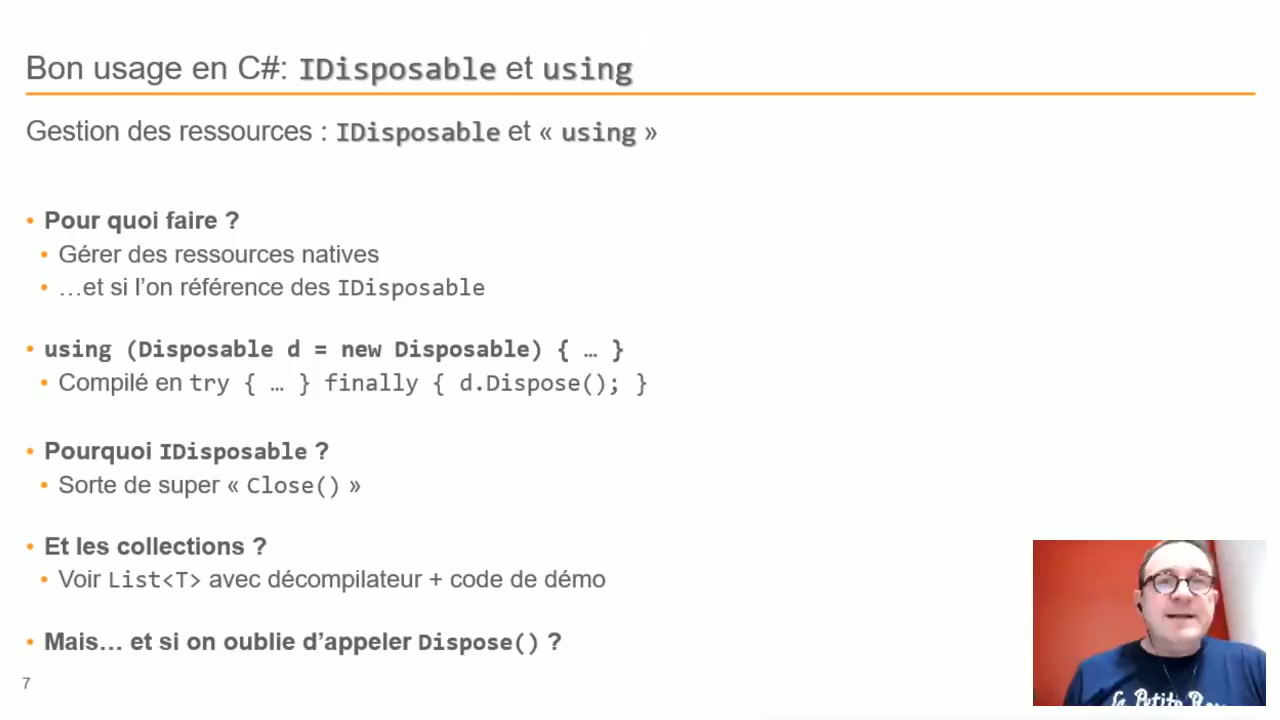 Bon usage en C#: IDisposable et using
Gestion des ressources : IDisposable et « using »
• Pour quoi faire ?
• Gérer des ressources natives
• …et si l’on référence des IDisposable
• using (Disposable d = new Disposable) { … }
• Compilé en try { … } finally { d.Dispose(); }
• Pourquoi IDisposable ?
• Sorte de super « Close() »
• Et les collections ?
• Voir List<T> avec décompilateur + code de démo
• Mais… et si on oublie d’appeler Dispose() ?
7
La Petite